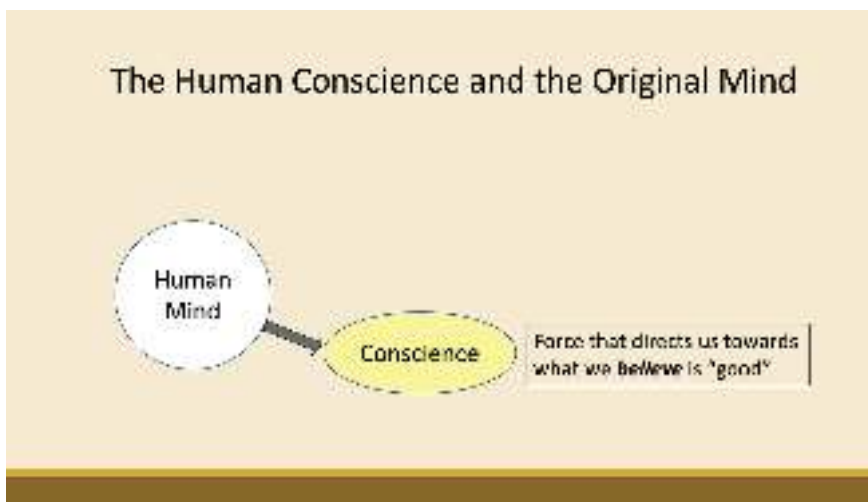 The Human Conscience and the Original Mind
Human
Mind
Conscience
Force that directs us towards
what we believe is "good"